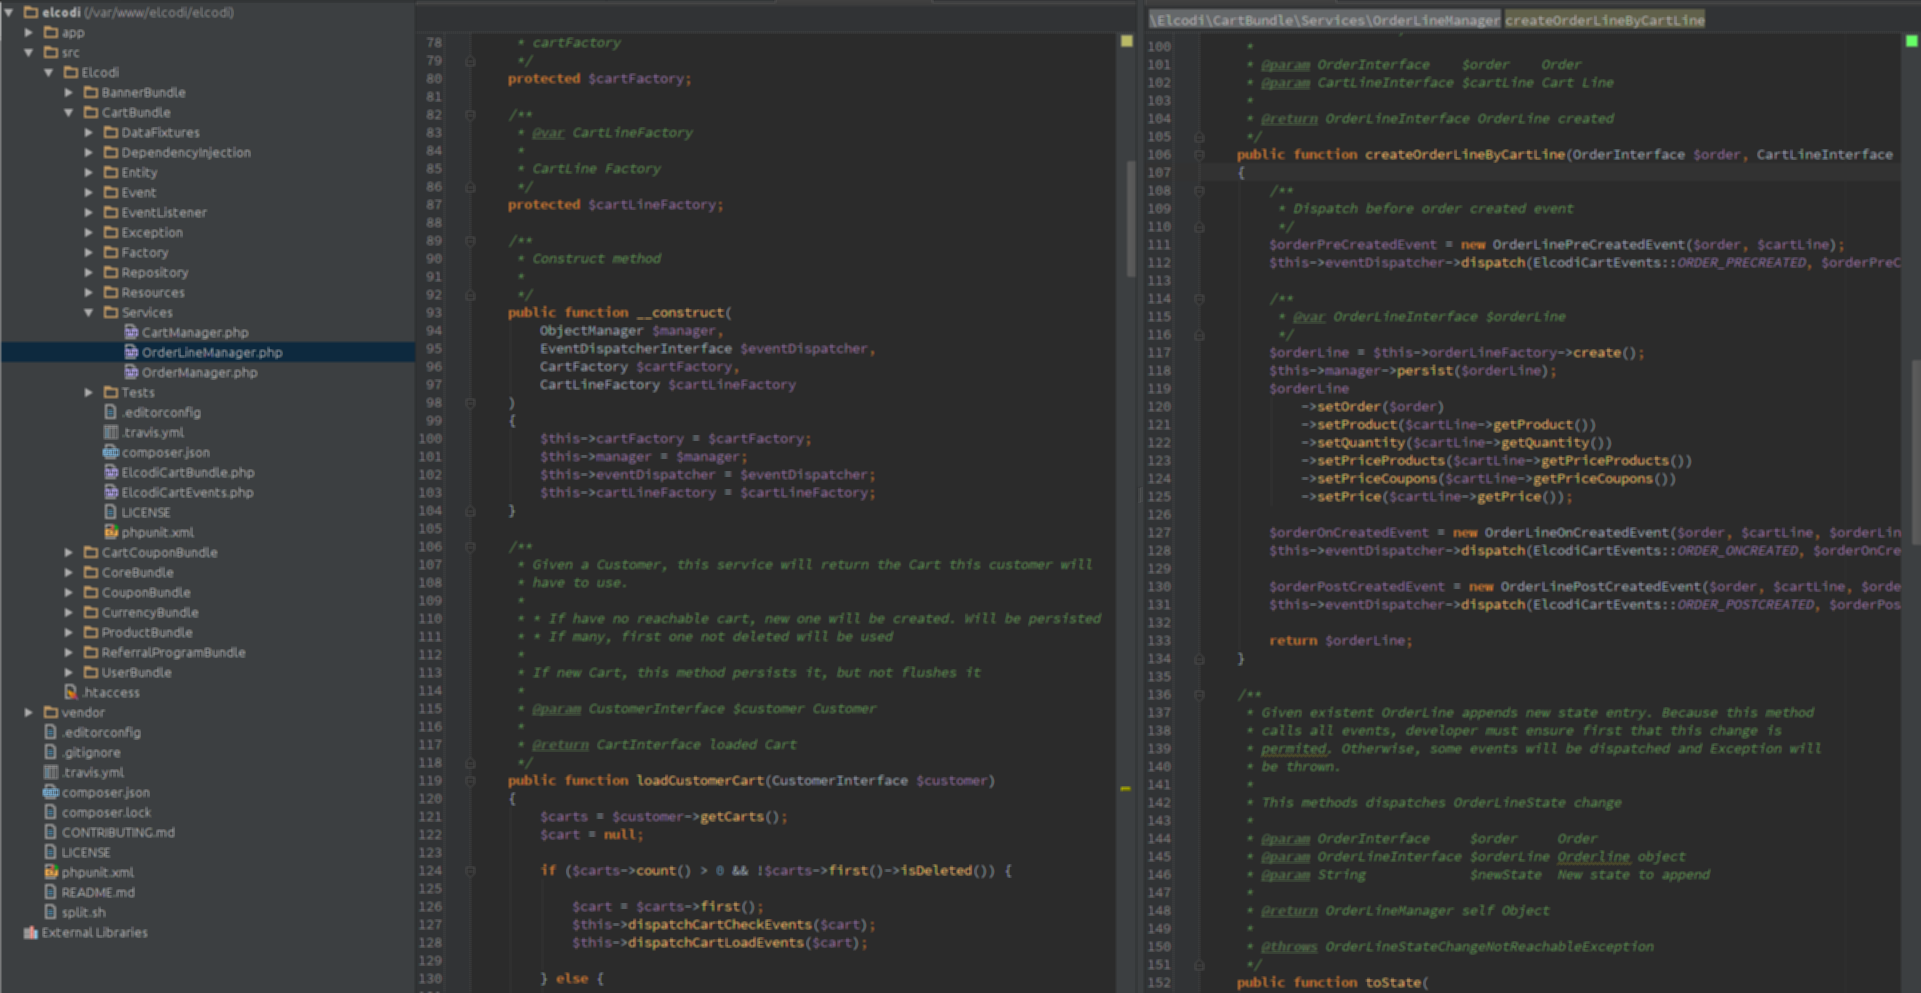 elcodi (/var/www/elcodi/elcodi)
app
src
Elcodi
BannerBundle
CartBundle
DataFixtures
DependencyInjection
Entity
Event
EventListener
Exception
Factory
Repository
Resources
Services
CartManager.php
OrderLineManager.php
OrderManager.php
Tests
.editorconfig
.travis.yml
composer.json
ElcodiCartBundle.php
ElcodiCartEvents.php
LICENSE
phpunit.xml
CartCouponBundle
CoreBundle
CouponBundle
CurrencyBundle
ProductBundle
ReferralProgramBundle
UserBundle
.htaccess
vendor
.editorconfig
.gitignore
.travis.yml
composer.json
composer.lock
CONTRIBUTING.md
LICENSE
phpunit.xml
README.md
split.sh
External Libraries
78 * cartFactory
79 */
80 protected $cartFactory;
81
82 /**
83 * @var CartLineFactory
84 *
85 * CartLine Factory
86 */
87 protected $cartLineFactory;
88
89 /**
90 * Construct method
91 *
92 */
93 public function __construct(
94 ObjectManager $manager,
95 EventDispatcherInterface $eventDispatcher,
96 CartFactory $cartFactory,
97 CartLineFactory $cartLineFactory
98 )
99 {
100 $this->cartFactory = $cartFactory;
101 $this->manager = $manager;
102 $this->eventDispatcher = $eventDispatcher;
103 $this->cartLineFactory = $cartLineFactory;
104 }
105
106 /**
107 * Given a Customer, this service will return the Cart this customer will
108 * have to use.
109 *
110 * * If have no reachable cart, new one will be created. Will be persisted
111 * * If many, first one not deleted will be used
112 *
113 * If new Cart, this method persists it, but not flushes it
114 *
115 * @param CustomerInterface $customer Customer
116 *
117 * @return CartInterface loaded Cart
118 */
119 public function loadCustomerCart(CustomerInterface $customer)
120 {
121 $carts = $customer->getCarts();
122 $cart = null;
123
124 if ($carts->count() > 0 && !$carts->first()->isDeleted()) {
125
126 $cart = $carts->first();
127 $this->dispatchCartCheckEvents($cart);
128 $this->dispatchCartLoadEvents($cart);
129
130 } else {
\Elcodi\CartBundle\Services\OrderLineManager createOrderLineByCartLine
100 *
101 * @param OrderInterface $order Order
102 * @param CartLineInterface $cartLine Cart Line
103 *
104 * @return OrderLineInterface OrderLine created
105 */
106 public function createOrderLineByCartLine(OrderInterface $order, CartLineInterface
107 {
108 /**
109 * Dispatch before order created event
110 */
111 $orderPreCreatedEvent = new OrderLinePreCreatedEvent($order, $cartLine);
112 $this->eventDispatcher->dispatch(ElcodiCartEvents::ORDER_PRECREATED, $orderPreC
113
114 /**
115 * @var OrderLineInterface $orderLine
116 */
117 $orderLine = $this->orderLineFactory->create();
118 $this->manager->persist($orderLine);
119 $orderLine
120 ->setOrder($order)
121 ->setProduct($cartLine->getProduct())
122 ->setQuantity($cartLine->getQuantity())
123 ->setPriceProducts($cartLine->getPriceProducts())
124 ->setPriceCoupons($cartLine->getPriceCoupons())
125 ->setPrice($cartLine->getPrice());
126
127 $orderOnCreatedEvent = new OrderLineOnCreatedEvent($order, $cartLine, $orderLin
128 $this->eventDispatcher->dispatch(ElcodiCartEvents::ORDER_ONCREATED, $orderOnCre
129
130 $orderPostCreatedEvent = new OrderLinePostCreatedEvent($order, $cartLine, $orde
131 $this->eventDispatcher->dispatch(ElcodiCartEvents::ORDER_POSTCREATED, $orderPos
132
133 return $orderLine;
134 }
135
136 /**
137 * Given existent OrderLine appends new state entry. Because this method
138 * calls all events, developer must ensure first that this change is
139 * permited. Otherwise, some events will be dispatched and Exception will
140 * be thrown.
141 *
142 * This methods dispatches OrderLineState change
143 *
144 * @param OrderInterface $order Order
145 * @param OrderLineInterface $orderLine Orderline object
146 * @param String $newState New state to append
147 *
148 * @return OrderLineManager self Object
149 *
150 * @throws OrderLineStateChangeNotReachableException
151 */
152 public function toState(